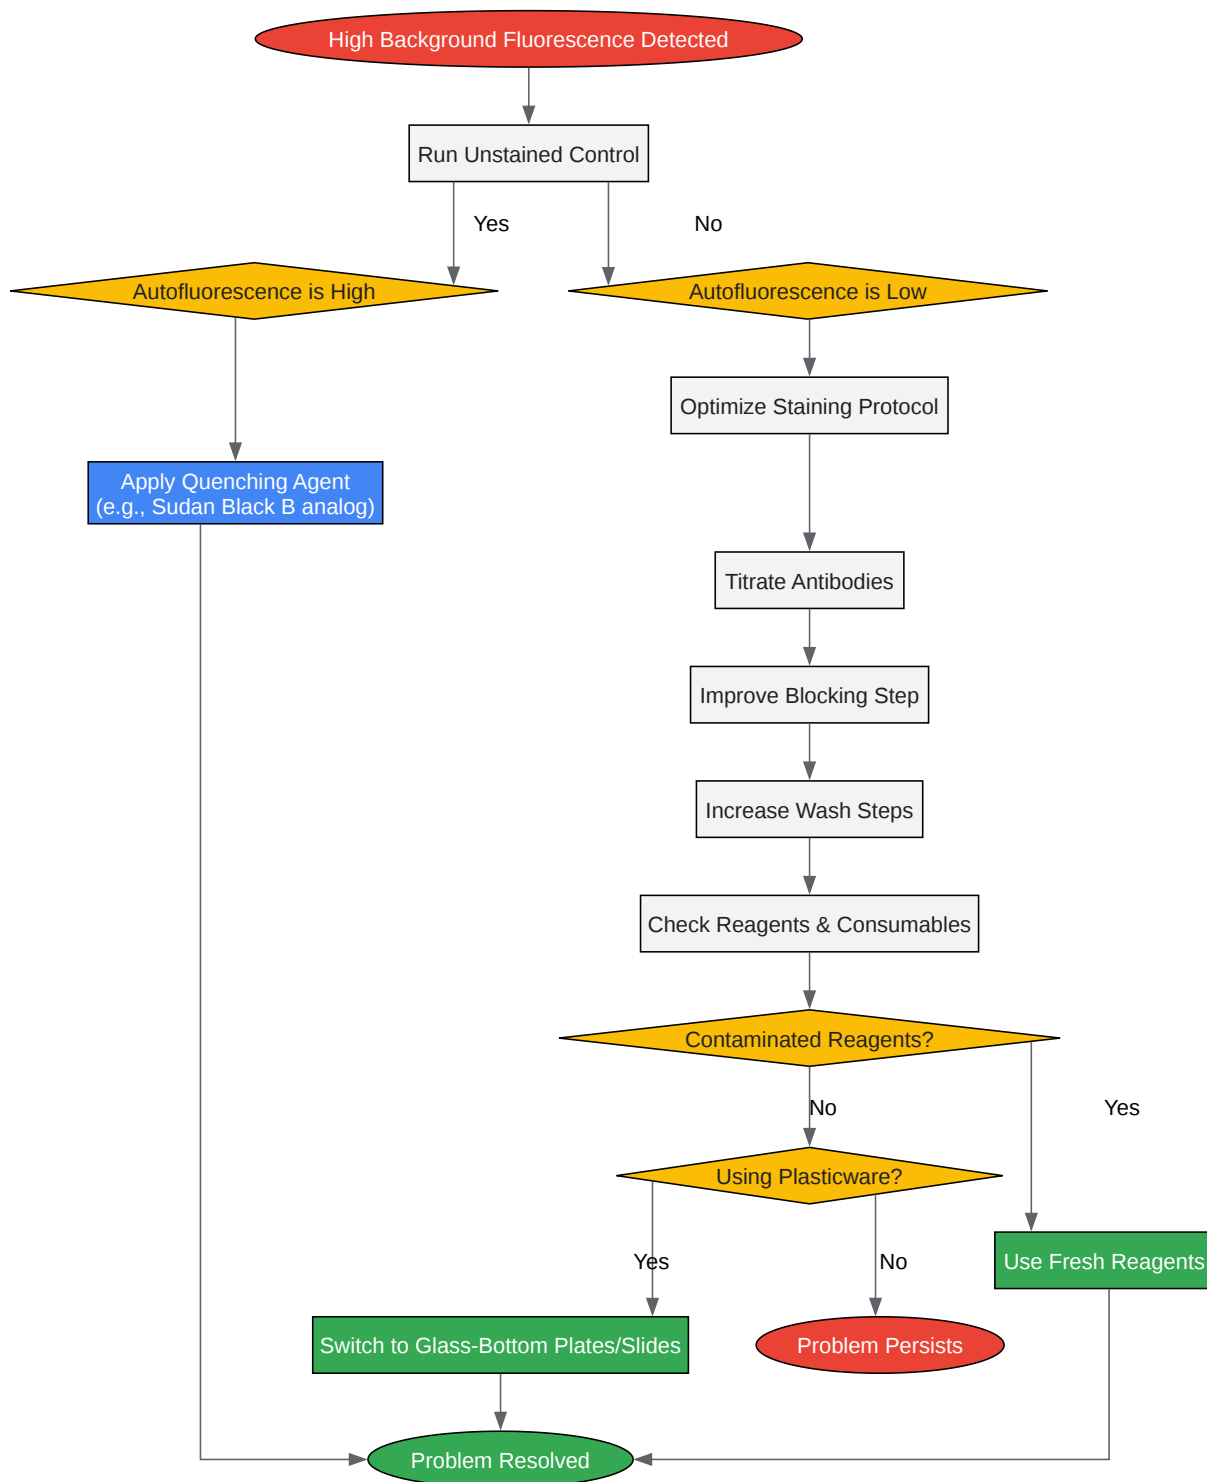 High Background Fluorescence Detected
Run Unstained Control
Yes
No
Autofluorescence is High
Autofluorescence is Low
Optimize Staining Protocol
Apply Quenching Agent
(e.g., Sudan Black B analog)
Titrate Antibodies
Improve Blocking Step
Increase Wash Steps
Check Reagents & Consumables
Contaminated Reagents?
No
Yes
Using Plasticware?
Yes
No
Use Fresh Reagents
Switch to Glass-Bottom Plates/Slides
Problem Persists
Problem Resolved